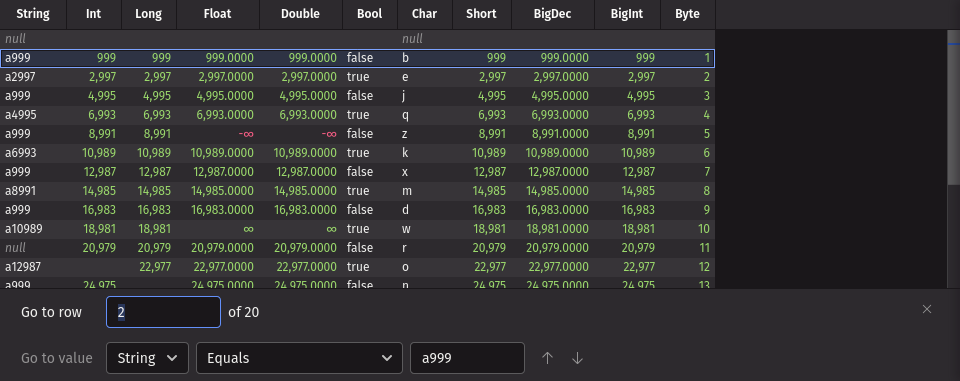 String Int Long Float Double Bool Char Short BigDec BigInt Byte
null null
a999 999 999 999.0000 999.0000 false b 999 999.0000 999 1
a2997 2,997 2,997 2,997.0000 2,997.0000 true e 2,997 2,997.0000 2,997 2
a999 4,995 4,995 4,995.0000 4,995.0000 false j 4,995 4,995.0000 4,995 3
a4995 6,993 6,993 6,993.0000 6,993.0000 true q 6,993 6,993.0000 6,993 4
a999 8,991 8,991 -∞ -∞ false z 8,991 8,991.0000 8,991 5
a6993 10,989 10,989 10,989.0000 10,989.0000 true k 10,989 10,989.0000 10,989 6
a999 12,987 12,987 12,987.0000 12,987.0000 false x 12,987 12,987.0000 12,987 7
a8991 14,985 14,985 14,985.0000 14,985.0000 true m 14,985 14,985.0000 14,985 8
a999 16,983 16,983 16,983.0000 16,983.0000 false d 16,983 16,983.0000 16,983 9
a10989 18,981 18,981 ∞ ∞ true w 18,981 18,981.0000 18,981 10
null 20,979 20,979 20,979.0000 20,979.0000 false r 20,979 20,979.0000 20,979 11
a12987 22,977 22,977.0000 22,977.0000 true o 22,977 22,977.0000 22,977 12
a999 24,975 24,975.0000 24,975.0000 false n 24,975 24,975.0000 24,975 13
Go to row 2 of 20
Go to value String Equals a999